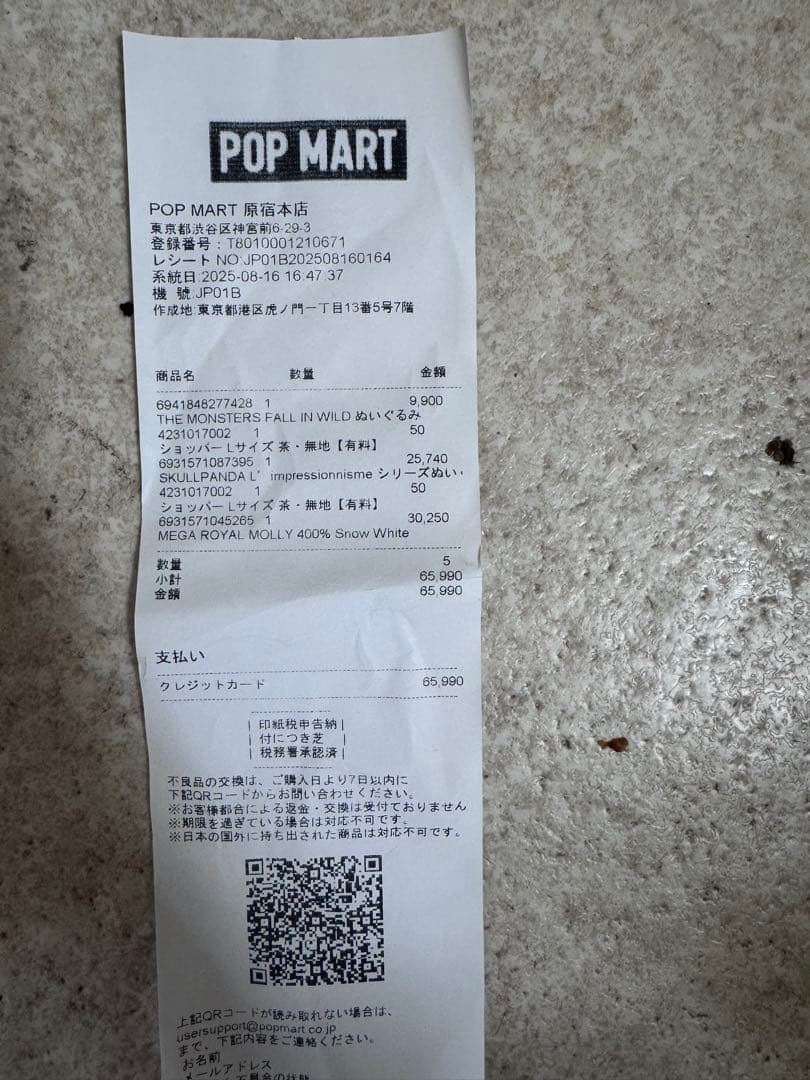 POP MART
POP MART 原宿本店
東京都渋谷区神宮前6-29-3
登録番号：T8010001210671
レシート NO:JP01B202508160164
系統日:2025-08-16 16:47:37
機 號:JP01B
作成地:東京都港区虎ノ門一丁目13番5号7階
商品名 數量 金額
6941848277428 1 9,900
THE MONSTERS FALL IN WILD ぬいぐるみ
4231017002 1 50
ショッパー Lサイズ 茶・無地【有料】
6931571087395 1 25,740
SKULLPANDA L' impressionnisme シリーズぬい
4231017002 1 50
ショッパー Lサイズ 茶・無地【有料】
6931571045265 1 30,250
MEGA ROYAL MOLLY 400% Snow White
數量 5
小計 65,990
金額 65,990
支払い
クレジットカード 65,990
| 印紙税申告納 |
| 付につき芝 |
| 税務署承認済 |
不良品の交換は、ご購入日より7日以内に
下記QRコードからお問い合わせください。
※お客様都合による返金・交換は受付ておりません
※期限を過ぎている場合は対応不可です。
※日本の国外に持ち出された商品は対応不可です。
上記QRコードが読み取れない場合は、
usersupport@popmart.co.jp
まで、下記内容をご連絡ください。
お名前
メールアドレス